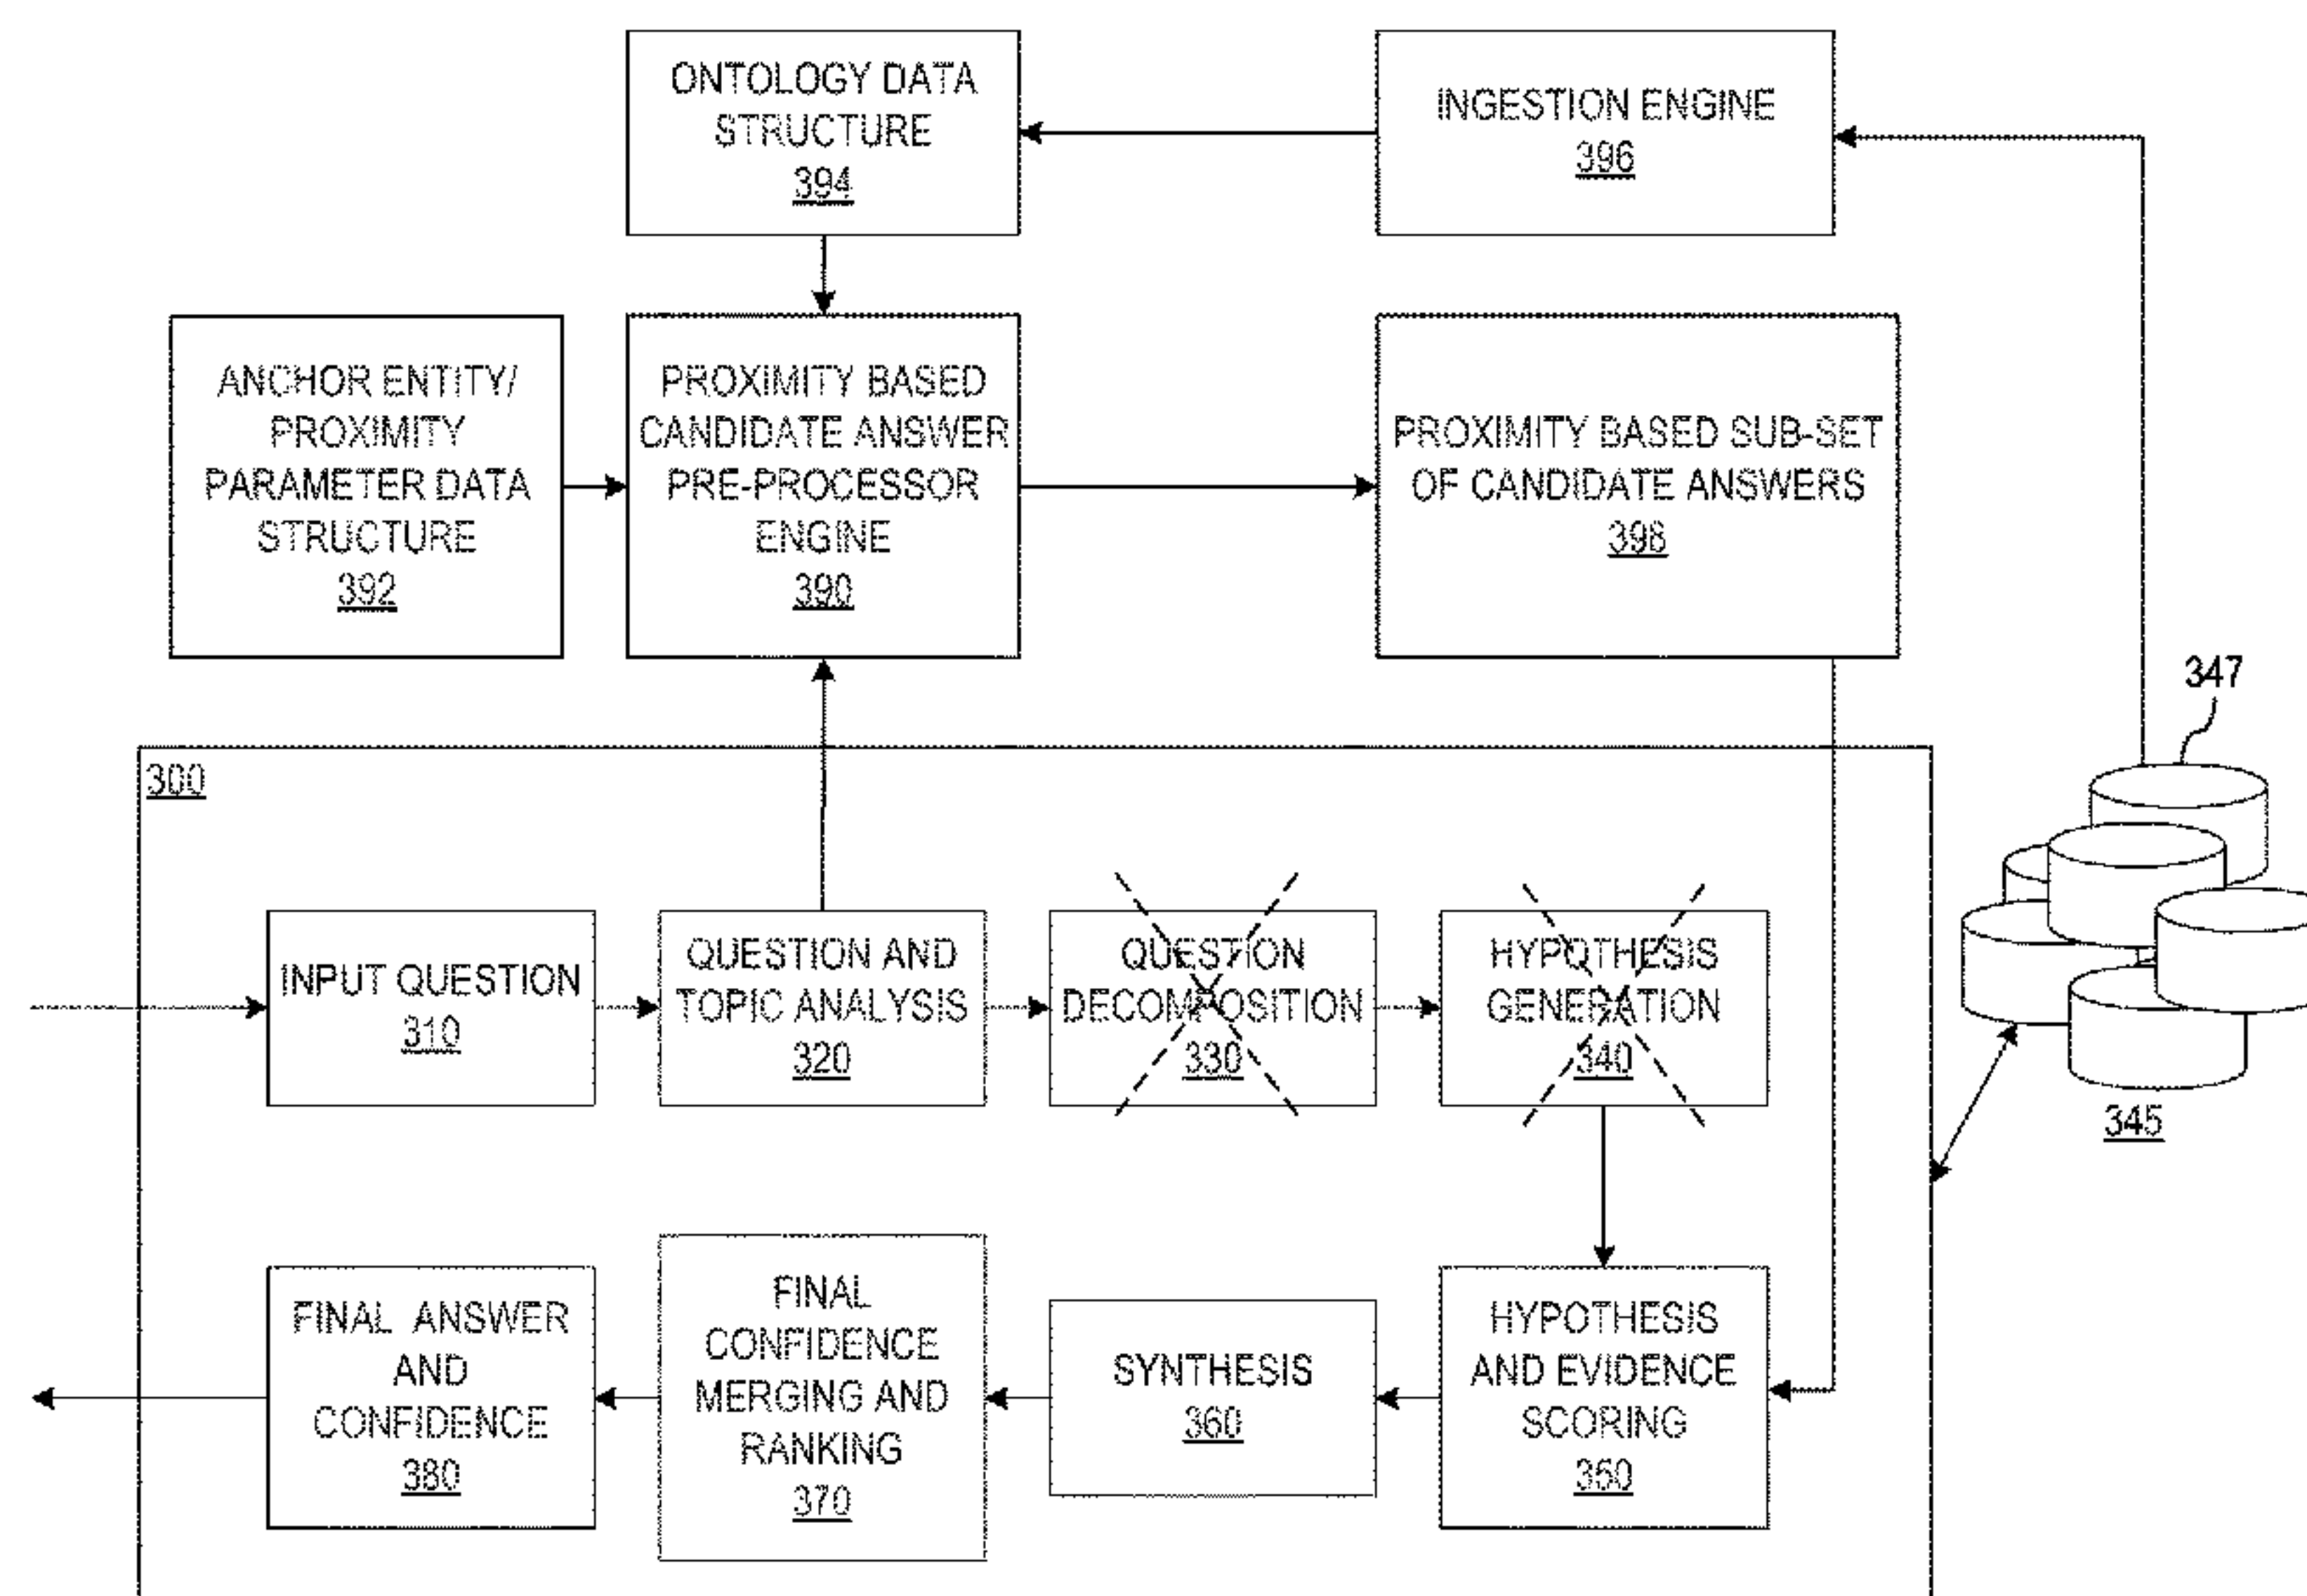 ONTOLOGY DATA
STRUCTURE
394
INGESTION ENGINE
396
ANCHOR ENTITY/
PROXIMITY
PARAMETER DATA
STRUCTURE
392
PROXIMITY BASED
CANDIDATE ANSWER
PRE-PROCESSOR
ENGINE
390
PROXIMITY BASED SUB-SET
OF CANDIDATE ANSWERS
398
347
300
INPUT QUESTION
310
QUESTION AND
TOPIC ANALYSIS
320
QUESTION
DECOMPOSITION
330
HYPOTHESIS
GENERATION
340
345
FINAL ANSWER
AND
CONFIDENCE
380
FINAL
CONFIDENCE
MERGING AND
RANKING
370
SYNTHESIS
360
HYPOTHESIS
AND EVIDENCE
SCORING
350